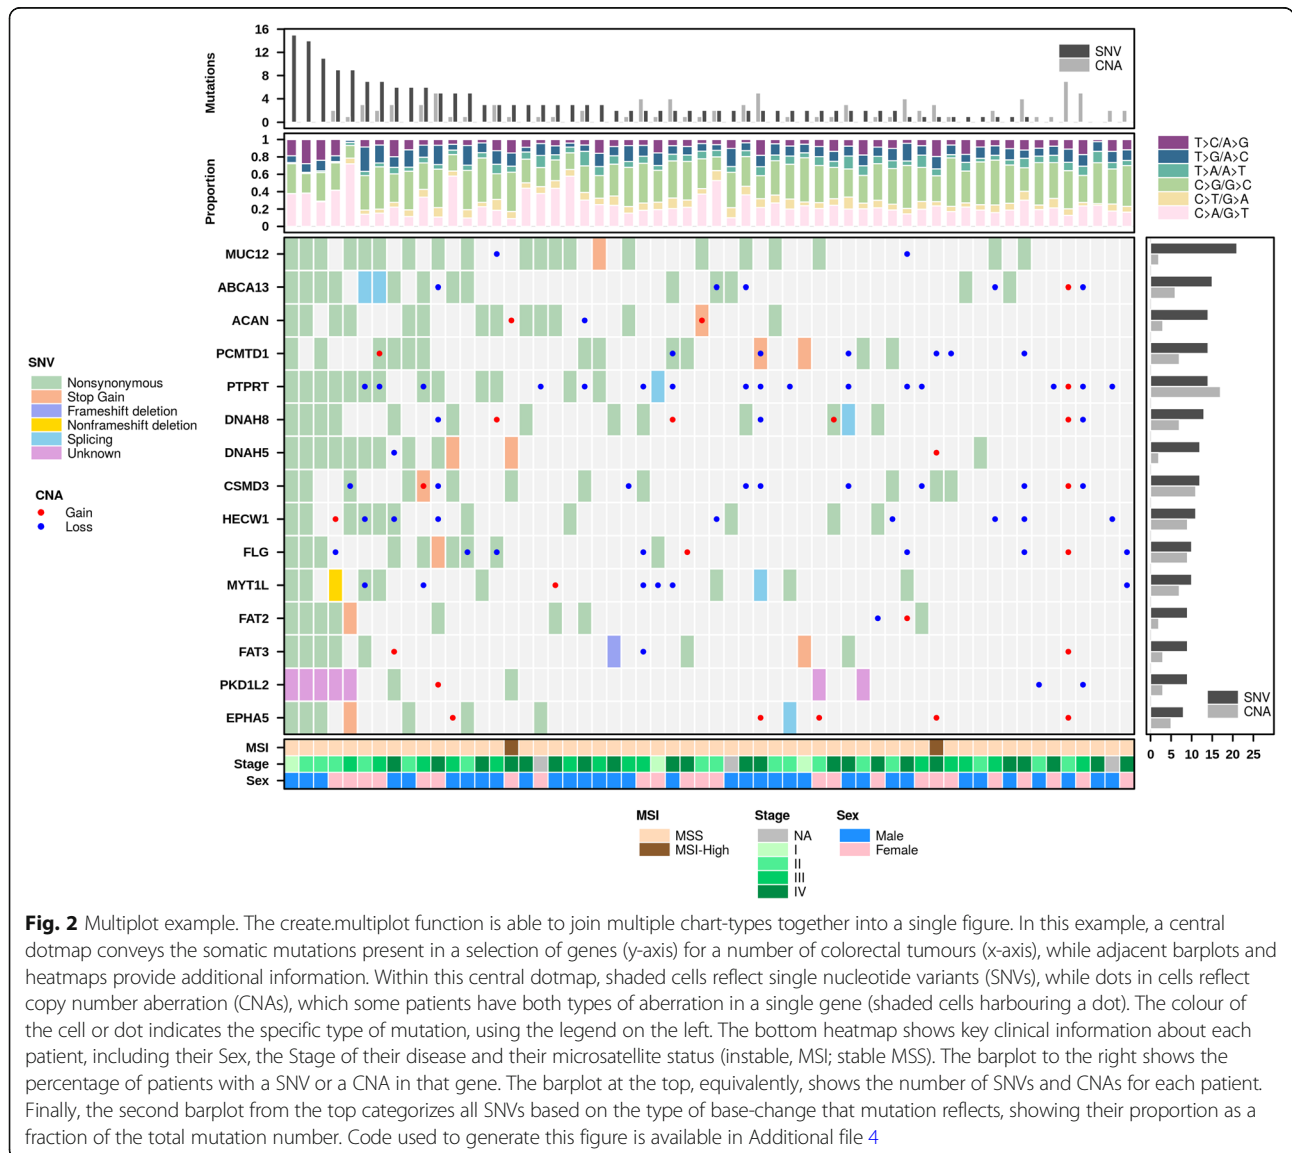 16
12
8
4
0
Mutations
SNV
CNA
1
0.8
0.6
0.4
0.2
0
Proportion
T>C/A>G
T>G/A>C
T>A/A>T
C>G/G>C
C>T/G>A
C>A/G>T
MUC12
ABCA13
ACAN
PCMTD1
PTPRT
DNAH8
DNAH5
CSMD3
HECW1
FLG
MYT1L
FAT2
FAT3
PKD1L2
EPHA5
SNV
Nonsynonymous
Stop Gain
Frameshift deletion
Nonframeshift deletion
Splicing
Unknown
CNA
Gain
Loss
SNV
CNA
0 5 10 15 20 25
MSI
Stage
Sex
MSI
MSS
MSI-High
Stage
NA
I
II
III
IV
Sex
Male
Female
Fig. 2 Multiplot example. The create.multiplot function is able to join multiple chart-types together into a single figure. In this example, a central
dotmap conveys the somatic mutations present in a selection of genes (y-axis) for a number of colorectal tumours (x-axis), while adjacent barplots and
heatmaps provide additional information. Within this central dotmap, shaded cells reflect single nucleotide variants (SNVs), while dots in cells reflect
copy number aberration (CNAs), which some patients have both types of aberration in a single gene (shaded cells harbouring a dot). The colour of
the cell or dot indicates the specific type of mutation, using the legend on the left. The bottom heatmap shows key clinical information about each
patient, including their Sex, the Stage of their disease and their microsatellite status (instable, MSI; stable MSS). The barplot to the right shows the
percentage of patients with a SNV or a CNA in that gene. The barplot at the top, equivalently, shows the number of SNVs and CNAs for each patient.
Finally, the second barplot from the top categorizes all SNVs based on the type of base-change that mutation reflects, showing their proportion as a
fraction of the total mutation number. Code used to generate this figure is available in Additional file 4